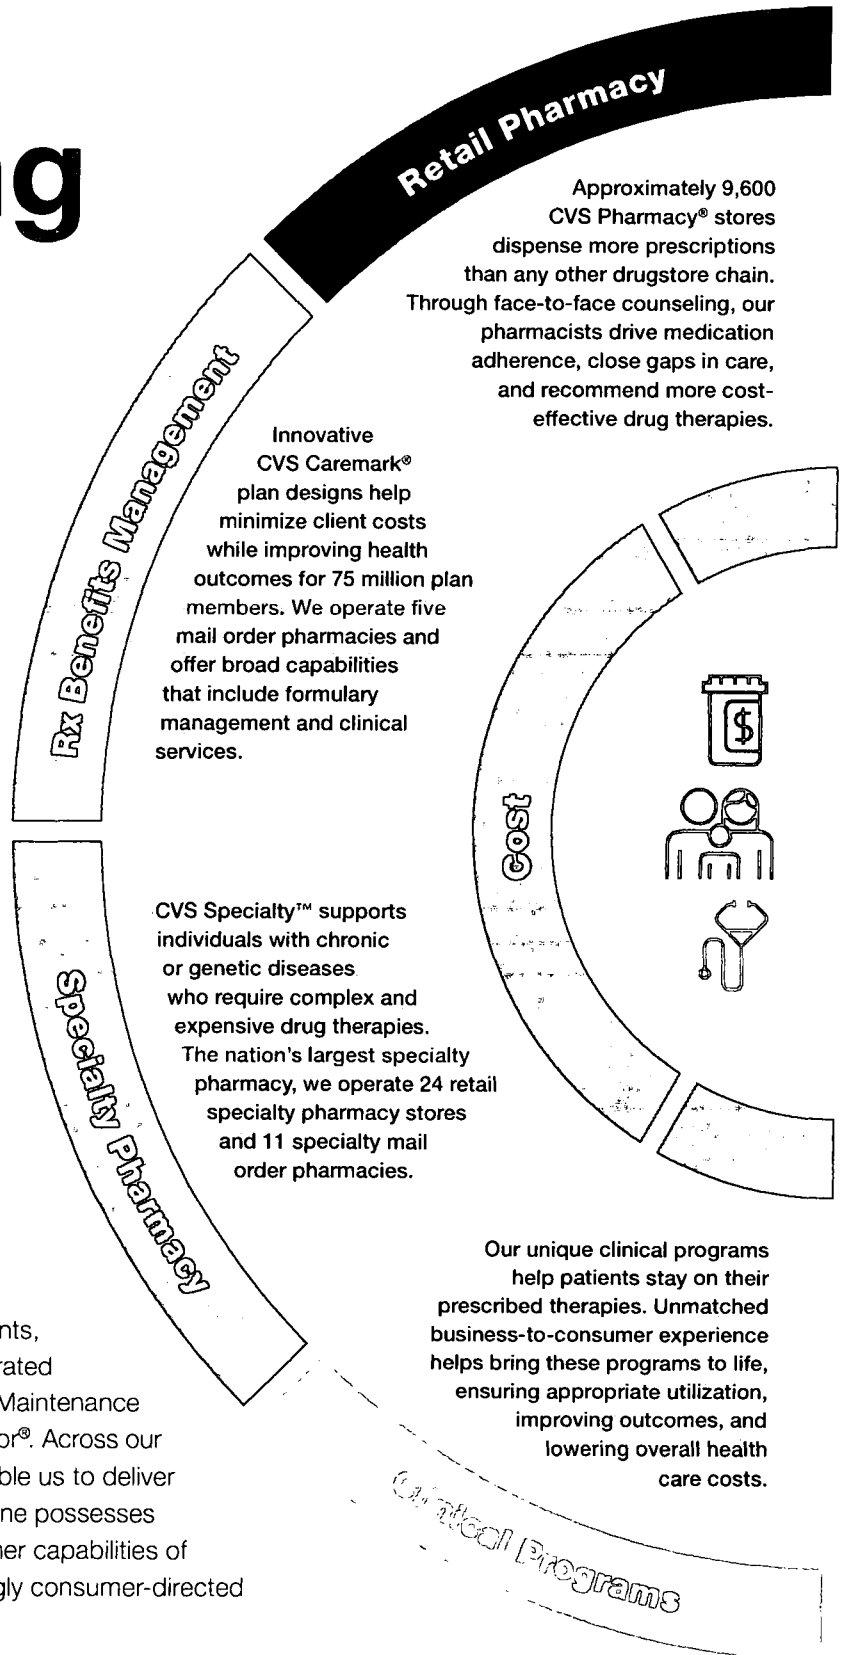 ng
Retail Pharmacy
Approximately 9,600
CVS Pharmacy® stores
dispense more prescriptions
than any other drugstore chain.
Through face-to-face counseling, our
pharmacists drive medication
adherence, close gaps in care,
and recommend more cost-
effective drug therapies.
Rx Benefits Management
Innovative
CVS Caremark®
plan designs help
minimize client costs
while improving health
outcomes for 75 million plan
members. We operate five
mail order pharmacies and
offer broad capabilities
that include formulary
management and clinical
services.
$
Cost
Specialty Pharmacy
CVS Specialty™ supports
individuals with chronic
or genetic diseases
who require complex and
expensive drug therapies.
The nation's largest specialty
pharmacy, we operate 24 retail
specialty pharmacy stores
and 11 specialty mail
order pharmacies.
Our unique clinical programs
help patients stay on their
prescribed therapies. Unmatched
business-to-consumer experience
helps bring these programs to life,
ensuring appropriate utilization,
improving outcomes, and
lowering overall health
care costs.
Clinical Programs
nts,
rated
Maintenance
or®. Across our
ble us to deliver
ne possesses
ner capabilities of
gly consumer-directed